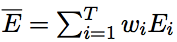 $\overline{E} = \sum_{i=1}^{T} w_i E_i$